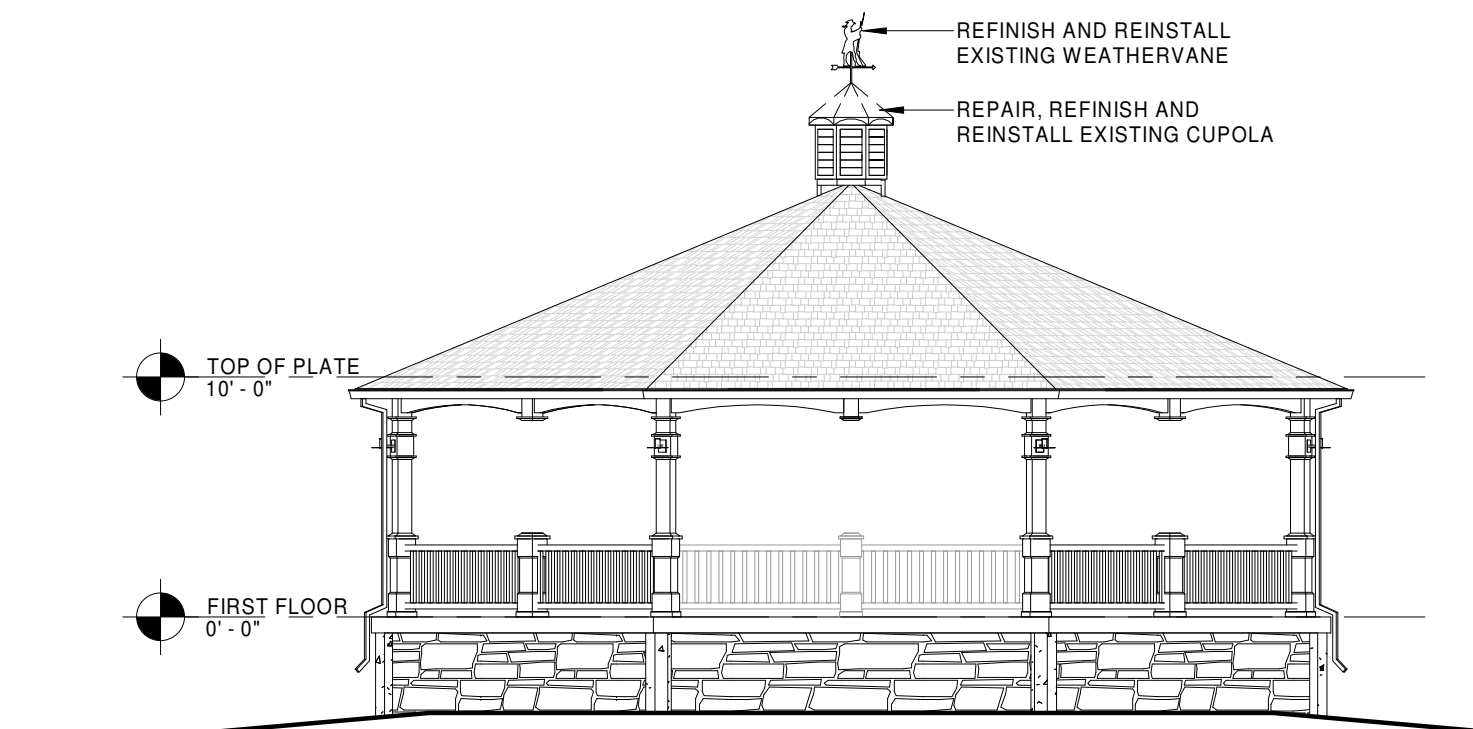 REFINISH AND REINSTALL
EXISTING WEATHERVANE
REPAIR, REFINISH AND
REINSTALL EXISTING CUPOLA
TOP OF PLATE
10' - 0"
FIRST FLOOR
0' - 0"